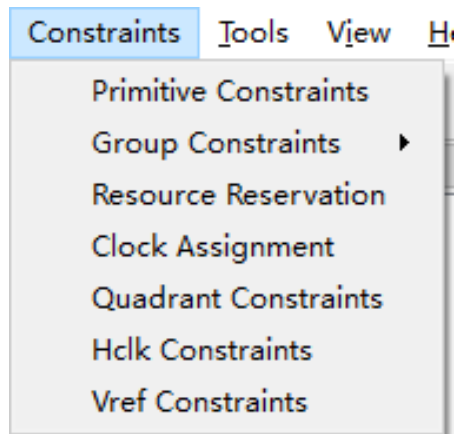 Constraints Tools View
Primitive Constraints
Group Constraints
Resource Reservation
Clock Assignment
Quadrant Constraints
Hclk Constraints
Vref Constraints